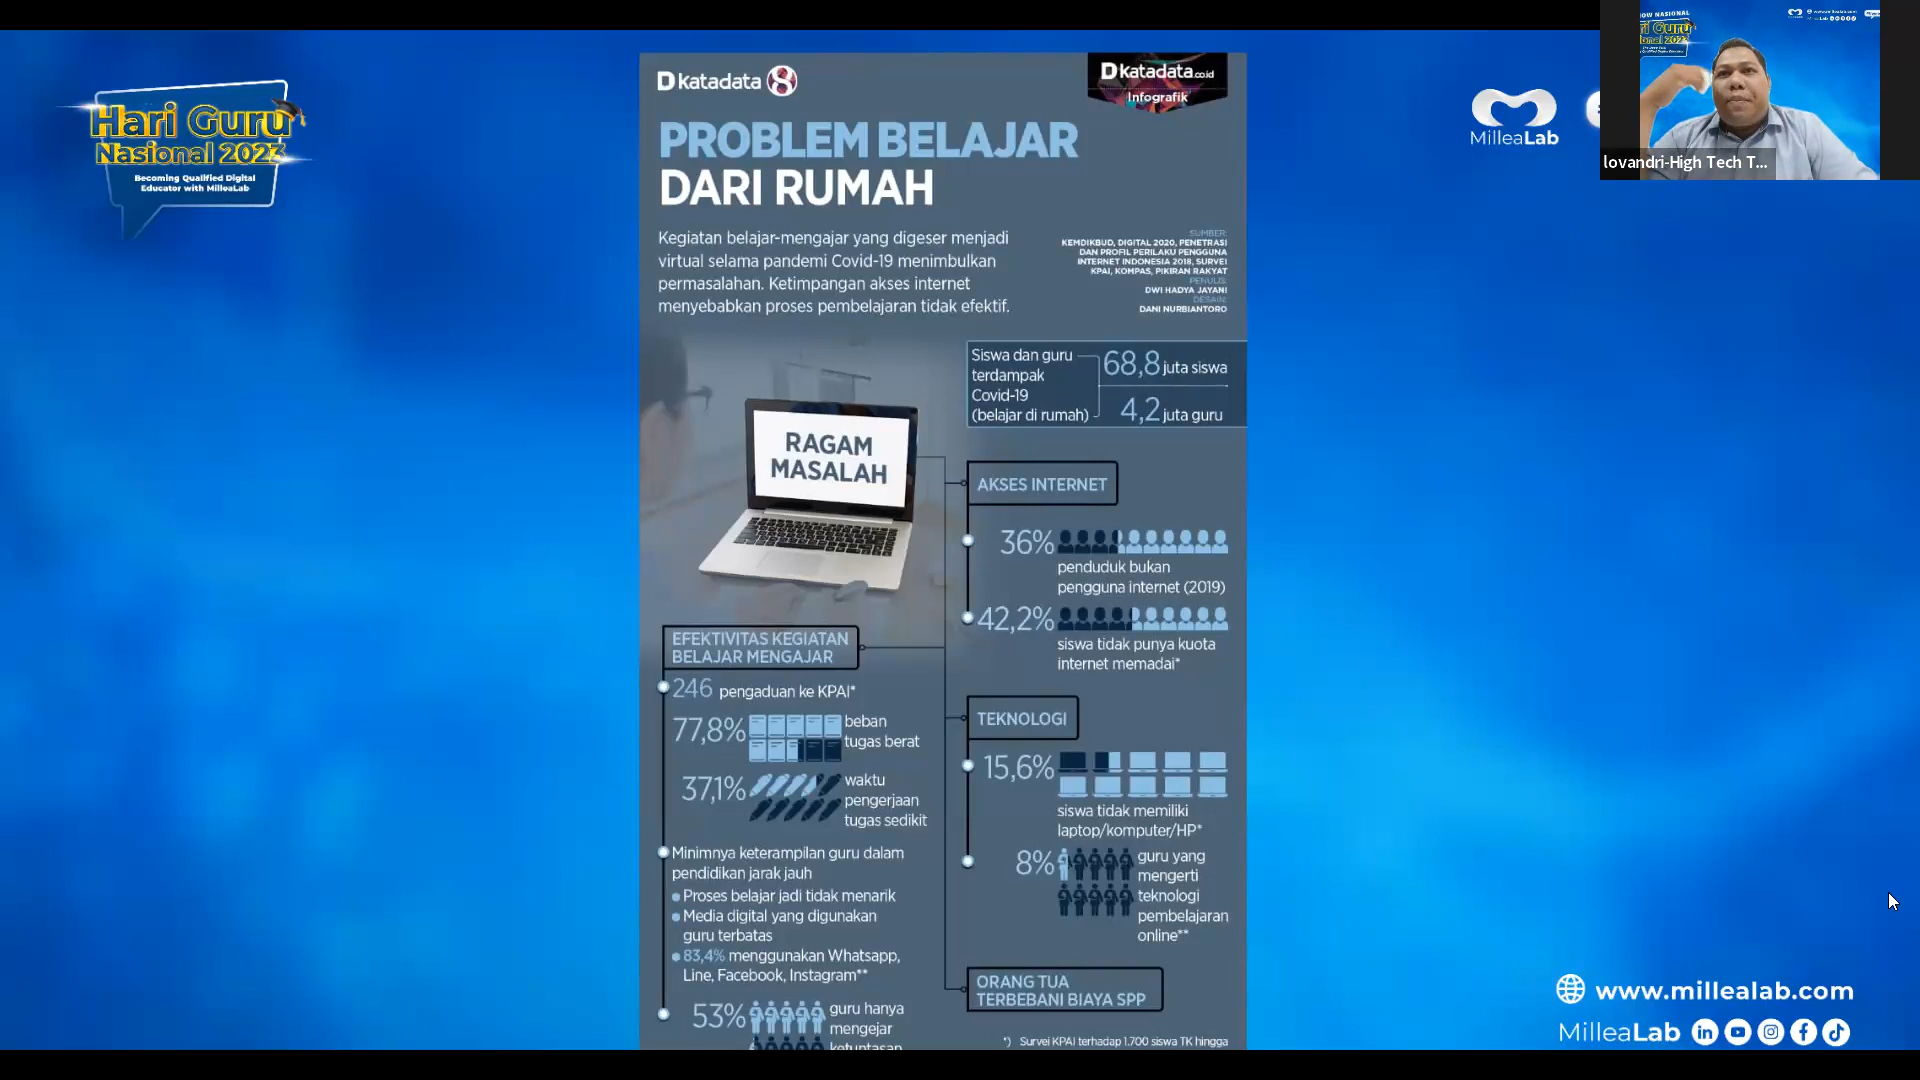 Hari Guru
Nasional 2023
Becoming Qualified Digital
Educator with MilleaLab
D katadata 8
D katadata.co.id
Infografik
PROBLEM BELAJAR
DARI RUMAH
Kegiatan belajar-mengajar yang digeser menjadi
virtual selama pandemi Covid-19 menimbulkan
permasalahan. Ketimpangan akses internet
menyebabkan proses pembelajaran tidak efektif.
SUMBER:
KEMDIKBUD, DIGITAL 2020, PENETRASI
DAN PROFIL PERILAKU PENGGUNA
INTERNET INDONESIA 2018, SURVEI
KPAI, KOMPAS, PIKIRAN RAKYAT
PENULIS:
DWI HADYA JAYANI
DESAIN:
DANI NURBIANTORO
Siswa dan guru
terdampak
Covid-19
(belajar di rumah)
68,8 juta siswa
4,2 juta guru
RAGAM
MASALAH
AKSES INTERNET
36%
penduduk bukan
pengguna internet (2019)
42,2%
siswa tidak punya kuota
internet memadai*
EFEKTIVITAS KEGIATAN
BELAJAR MENGAJAR
246 pengaduan ke KPAI*
77,8% beban
tugas berat
37,1% waktu
pengerjaan
tugas sedikit
Minimnya keterampilan guru dalam
pendidikan jarak jauh
Proses belajar jadi tidak menarik
Media digital yang digunakan
guru terbatas
83,4% menggunakan Whatsapp,
Line, Facebook, Instagram**
53% guru hanya
mengejar
ketuntasan
TEKNOLOGI
15,6%
siswa tidak memiliki
laptop/komputer/HP*
8% guru yang
mengerti
teknologi
pembelajaran
online**
ORANG TUA
TERBEBANI BIAYA SPP
*) Survei KPAI terhadap 1.700 siswa TK hingga
MilleaLab
lovandri-High Tech T...
www.millealab.com
MilleaLab